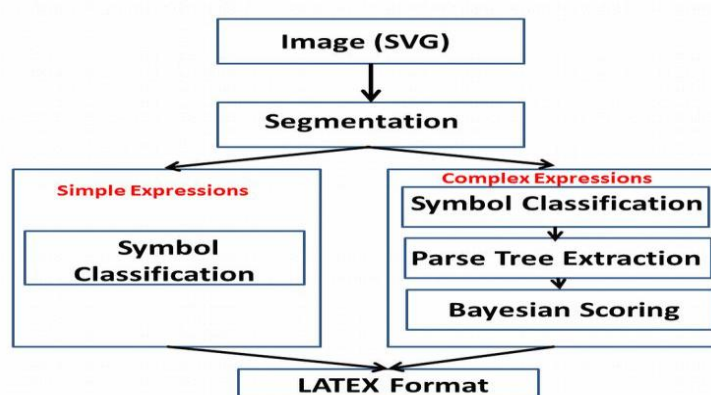 Image (SVG)
Segmentation
Simple Expressions
Symbol
Classification
Complex Expressions
Symbol Classification
Parse Tree Extraction
Bayesian Scoring
LATEX Format